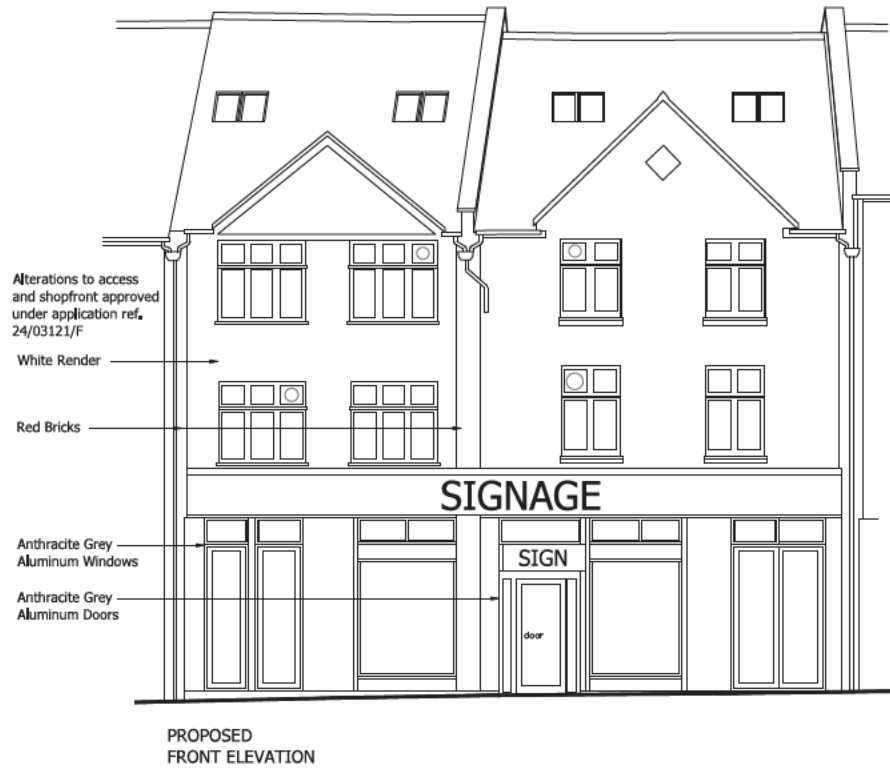 Alterations to access
and shopfront approved
under application ref.
24/03121/F
White Render
Red Bricks
SIGNAGE
Anthracite Grey
Aluminum Windows
SIGN
Anthracite Grey
Aluminum Doors
door
PROPOSED
FRONT ELEVATION